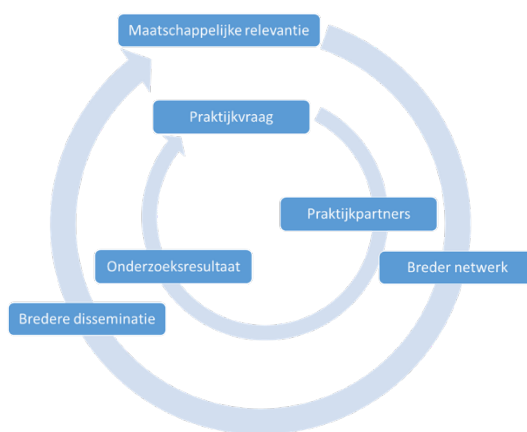 Maatschappelijke relevantie
Praktijkvraag
Praktijkpartners
Onderzoeksresultaat
Breder netwerk
Bredere disseminatie